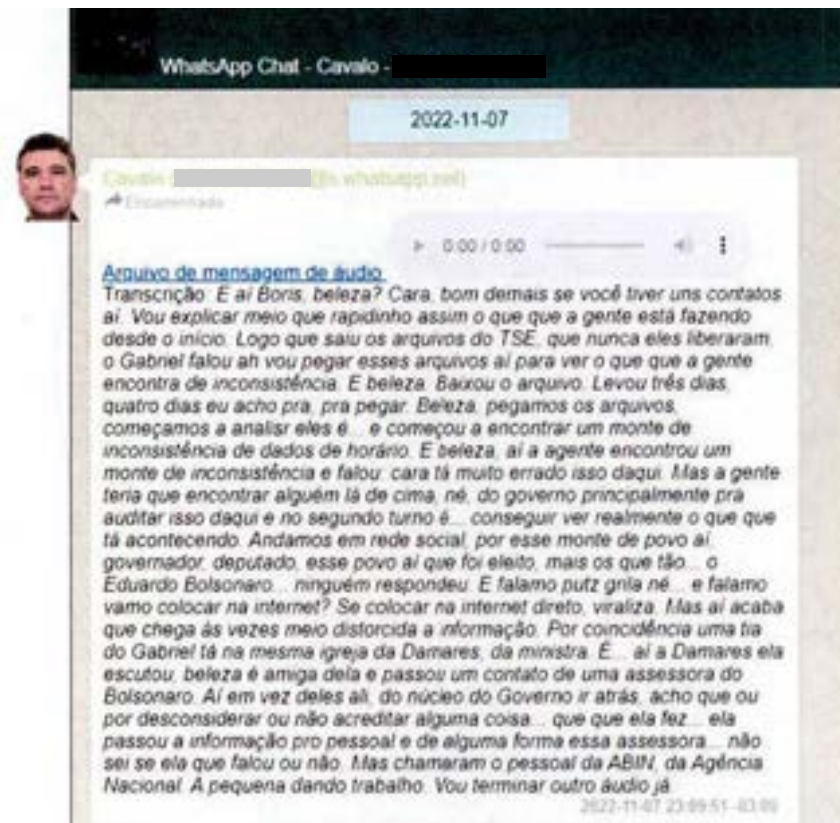 WhatsApp Chat - Cavalo -
2022-11-07
Cavalo ( @s.whatsapp.net)
Encaminhado
0:00 / 0:00
Arquivo de mensagem de áudio
Transcrição: E aí Boris, beleza? Cara, bom demais se você tiver uns contatos
aí. Vou explicar meio que rapidinho assim o que que a gente está fazendo
desde o início. Logo que saiu os arquivos do TSE, que nunca eles liberaram,
o Gabriel falou ah vou pegar esses arquivos aí para ver o que que a gente
encontra de inconsistência. E beleza. Baixou o arquivo. Levou três dias,
quatro dias eu acho pra, pra pegar. Beleza, pegamos os arquivos,
começamos a analisr eles é... e começou a encontrar um monte de
inconsistência de dados de horário. E beleza, aí a agente encontrou um
monte de inconsistência e falou: cara tá muito errado isso daqui. Mas a gente
teria que encontrar alguém lá de cima, né, do governo principalmente pra
auditar isso daqui e no segundo turno é... conseguir ver realmente o que que
tá acontecendo. Andamos em rede social, por esse monte de povo aí,
governador, deputado, esse povo aí que foi eleito, mais os que tão... o
Eduardo Bolsonaro... ninguém respondeu. E falamo putz grila né... e falamo
vamo colocar na internet? Se colocar na internet direto, viraliza. Mas aí acaba
que chega às vezes meio distorcida a informação. Por coincidência uma tia
do Gabriel tá na mesma igreja da Damares, da ministra. É... aí a Damares ela
escutou, beleza é amiga dela e passou um contato de uma assessora do
Bolsonaro. Aí em vez deles ali, do núcleo do Governo ir atrás, acho que ou
por desconsiderar ou não acreditar alguma coisa... que que ela fez... ela
passou a informação pro pessoal e de alguma forma essa assessora... não
sei se ela que falou ou não. Mas chamaram o pessoal da ABIN, da Agência
Nacional. A pequena dando trabalho. Vou terminar outro áudio já.
2022-11-07 23:09:51 -03:00